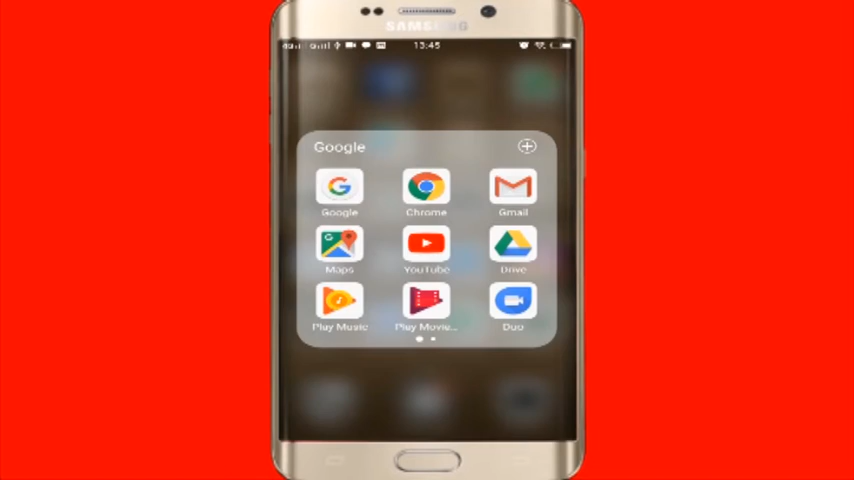 SAMSUNG
13:45
Google
Google
Chrome
Gmail
Maps
YouTube
Drive
Play Music
Play Movie...
Duo